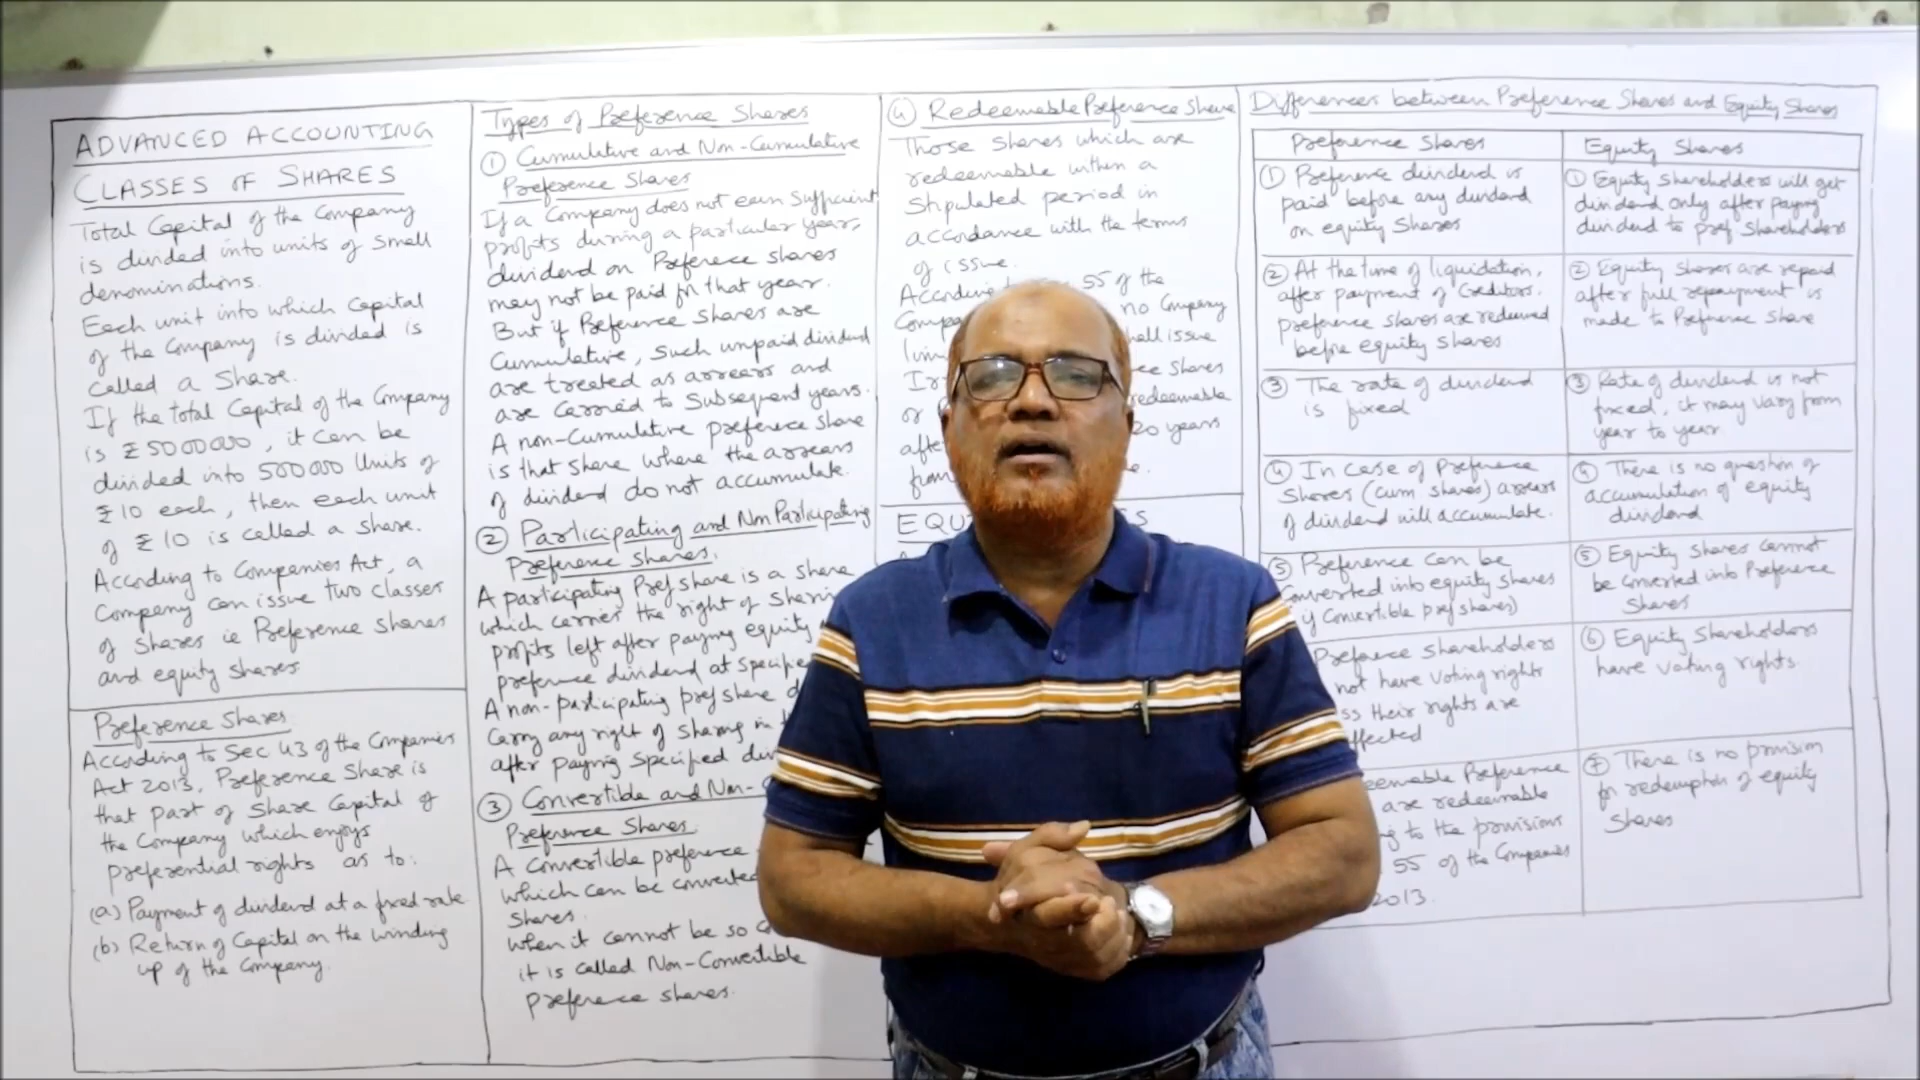 ADVANCED ACCOUNTING
CLASSES OF SHARES
Total Capital of the Company
is divided into units of small
denominations.
Each unit into which capital
of the Company is divided is
called a Share.
If the total Capital of the Company
is ₹ 5000000, it can be
divided into 500000 Units of
₹ 10 each, then each unit
of ₹ 10 is called a share.
According to Companies Act, a
Company can issue two classes
of shares ie Preference shares
and equity shares
Preference Shares
According to Sec 43 of the Companies
Act 2013, Preference Share is
that part of Share Capital of
the Company which enjoys
preferential rights as to:
(a) Payment of dividend at a fixed rate
(b) Return of Capital on the winding
up of the Company.
Types of Preference Shares
① Cumulative and Non-Cumulative
Preference Shares
If a Company does not earn sufficient
profits during a particular year,
dividend on Preference shares
may not be paid for that year.
But if Preference Shares are
Cumulative, such unpaid dividend
are treated as arrears and
are carried to subsequent years.
A non-cumulative preference share
is that share where the arrears
of dividend do not accumulate.
② Participating and Non Participating
Preference Shares.
A participating Pref share is a share
which carries the right of
profits left after paying equity
preference dividend at
A non-participating pref share
carry any right of sharing in
after paying specified
③ Convertible and Non-
Preference Shares.
A convertible preference
which can be converted
shares.
when it cannot be so
it is called Non-Convertible
preference shares.
④ Redeemable Preference Share
Those shares which are
redeemable within a
stipulated period in
accordance with the terms
of issue.
According 55 of the
no Company
issue
Shares
or redeemable
20 years
from
Differences between Preference Shares and Equity Shares
Preference Shares
① Preference dividend is
paid before any dividend
on equity shares
② At the time of liquidation,
after payment of Creditors,
preference shares are redeemed
before equity shares
③ The rate of dividend
is fixed
④ In case of preference
shares (cum shares) arrears
of dividend will accumulate.
⑤ Preference can be
converted into equity shares
(if Convertible pref shares)
Preference shareholders
not have voting rights
their rights are
Preference
are redeemable
to the provisions
55 of the Companies
2013.
Equity Shares
① Equity shareholders will get
dividend only after paying
dividend to pref shareholders
② Equity shares are repaid
after full repayment is
made to Preference share
③ Rate of dividend is not
fixed, it may vary from
year to year
④ There is no question of
accumulation of equity
dividend
⑤ Equity shares cannot
be converted into Preference
Shares
⑥ Equity shareholders
have voting rights.
⑦ There is no provision
for redemption of equity
shares